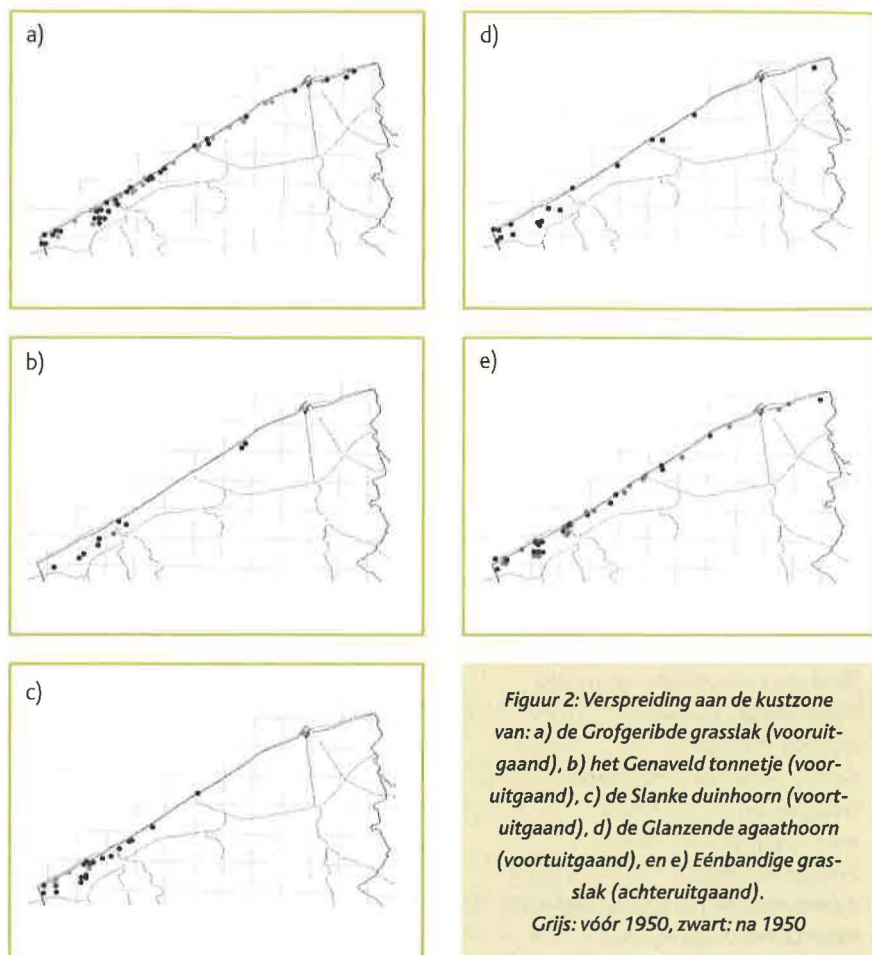 a)
d)
b)
e)
c)
Figuur 2: Verspreiding aan de kustzone
van: a) de Grofgeribde grasslak (vooruit-
gaand), b) het Genaveld tonnetje (voor-
uitgaand), c) de Slanke duinhoorn (voort-
uitgaand), d) de Glanzende agaathoorn
(voortuitgaand), en e) Eénbandige gras-
slak (achteruitgaand).
Grijs: vóór 1950, zwart: na 1950